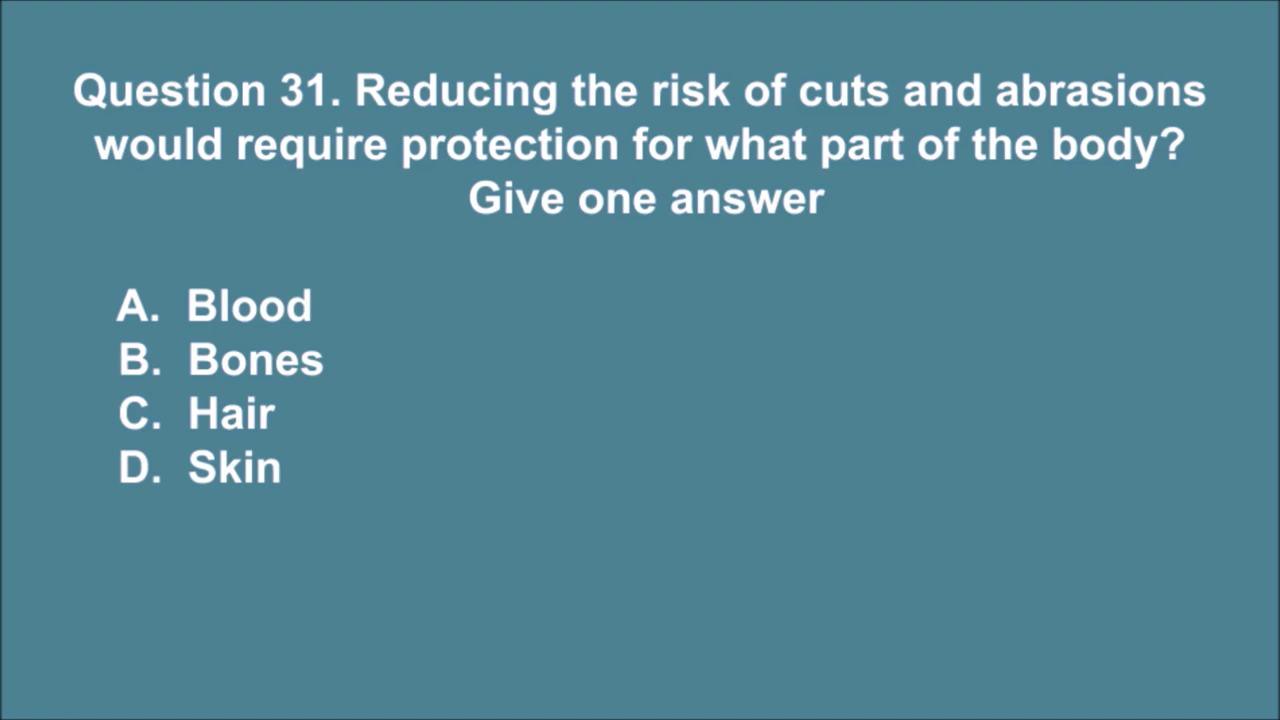 Question 31. Reducing the risk of cuts and abrasions
would require protection for what part of the body?
Give one answer
A. Blood
B. Bones
C. Hair
D. Skin